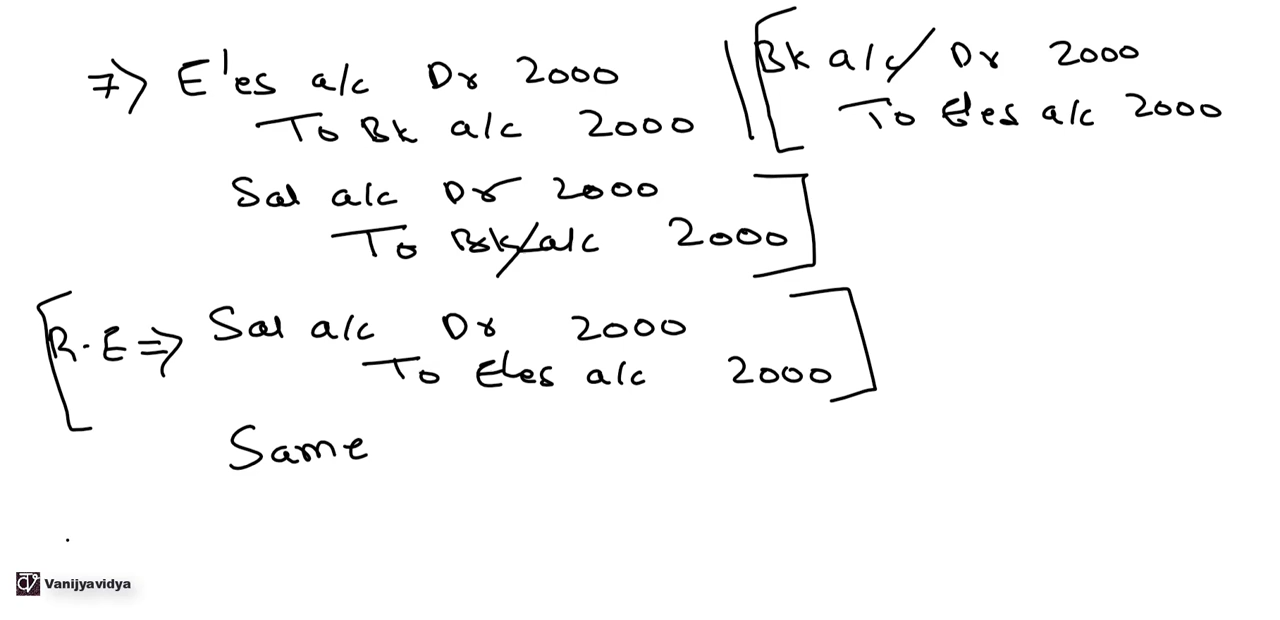 7) E'es a/c Dr 2000
To Bk a/c 2000
Bk a/c Dr 2000
To E'es a/c 2000
Sal a/c Dr 2000
To Bk/a/c 2000
R.E ⇒ Sal a/c Dr 2000
To E'es a/c 2000
Same
Vanijyavidya